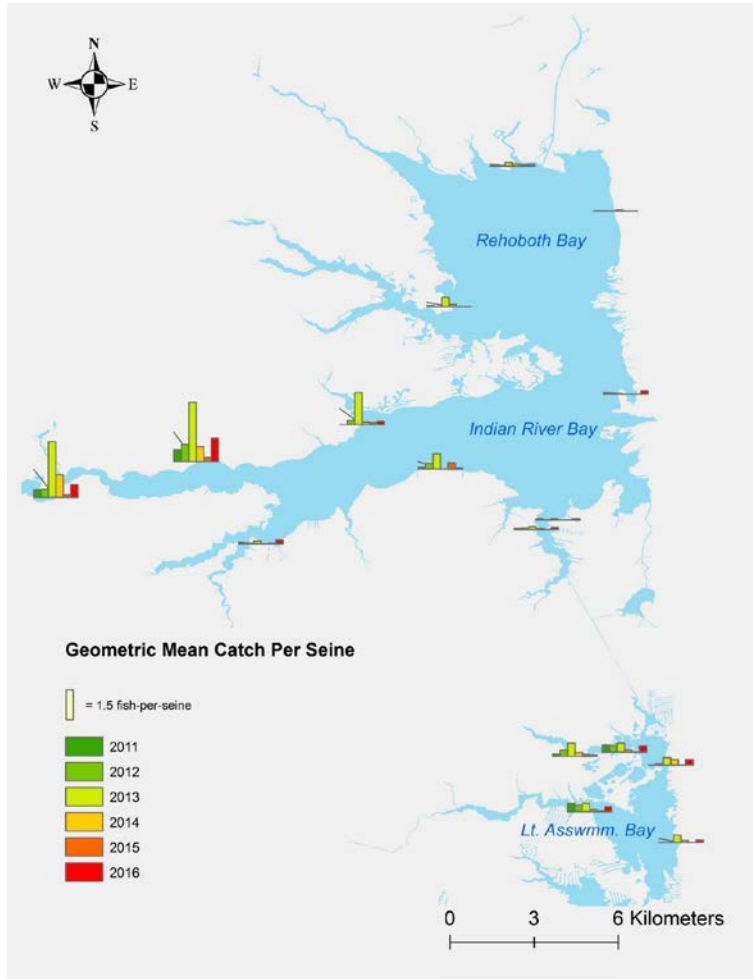 N
W E
S
Rehoboth Bay
Indian River Bay
Geometric Mean Catch Per Seine
= 1.5 fish-per-seine
2011
2012
2013
2014
2015
2016
Lt. Asswmm. Bay
0 3 6 Kilometers